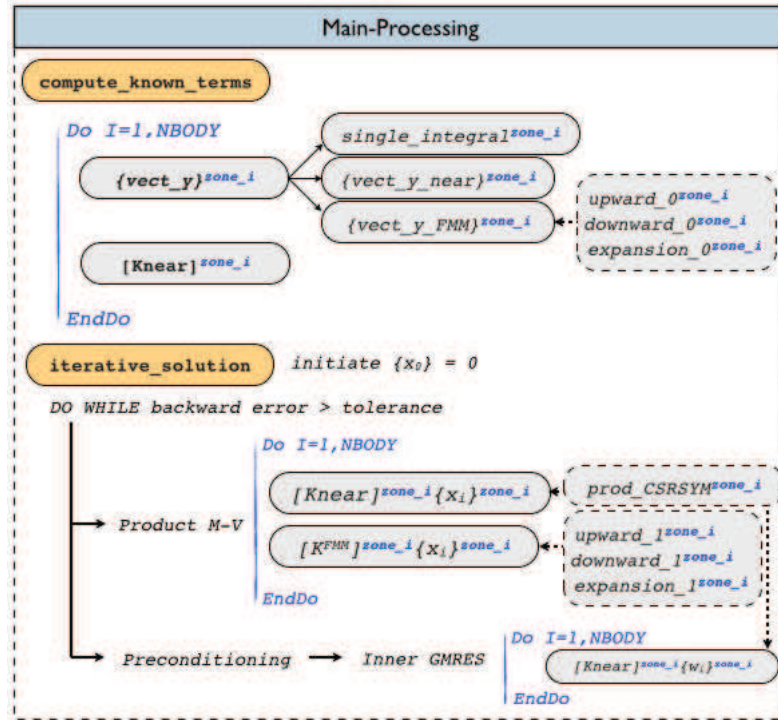 Main-Processing
compute_known_terms
Do I=1,NBODY
{vect_y}^zone_i
single_integral^zone_i
{vect_y_near}^zone_i
{vect_y_FMM}^zone_i
upward_0^zone_i
downward_0^zone_i
expansion_0^zone_i
[Knear]^zone_i
EndDo
iterative_solution
initiate {x₀} = 0
DO WHILE backward error > tolerance
Do I=1,NBODY
Product M-V
[Knear]^zone_i{xᵢ}^zone_i
prod_CSRSYM^zone_i
[K^FMM]^zone_i{xᵢ}^zone_i
upward_1^zone_i
downward_1^zone_i
expansion_1^zone_i
EndDo
Preconditioning
Inner GMRES
Do I=1,NBODY
[Knear]^zone_i{wᵢ}^zone_i
EndDo